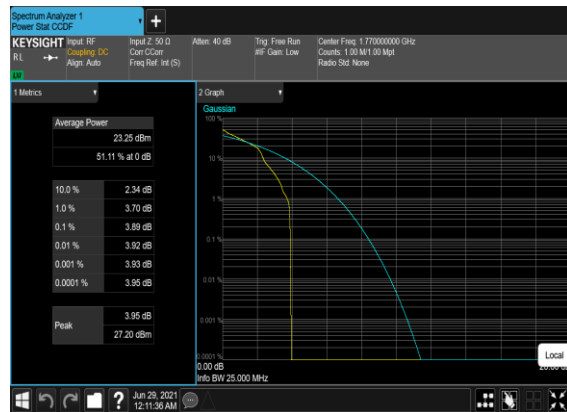 Spectrum Analyzer 1
Power Stat CCDF
KEYSIGHT
Input: RF
Coupling: DC
Align: Auto
Input Z: 50 Ω
Corr CCorr
Freq Ref: Int (S)
Atten: 40 dB
Trig: Free Run
#IF Gain: Low
Center Freq: 1.770000000 GHz
Counts: 1.00 M/1.00 Mpt
Radio Std: None
R L
LXI
1 Metrics
Average Power
23.25 dBm
51.11 % at 0 dB
10.0 % 2.34 dB
1.0 % 3.70 dB
0.1 % 3.89 dB
0.01 % 3.92 dB
0.001 % 3.93 dB
0.0001 % 3.95 dB
Peak
3.95 dB
27.20 dBm
2 Graph
Gaussian
100 %
10 %
1 %
0.1 %
0.01 %
0.001 %
0.0001 %
0.00 dB
Info BW 25.000 MHz
Local
Jun 29, 2021
12:11:36 AM